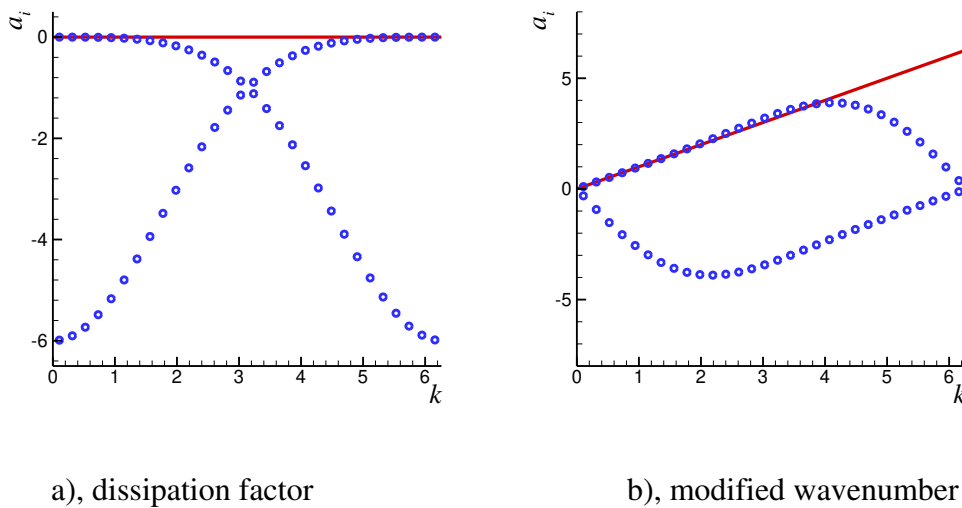 a_i
0
-2
-4
-6
0 1 2 3 4 5 6
k
a_i
5
0
-5
0 1 2 3 4 5 6
k
a), dissipation factor
b), modified wavenumber